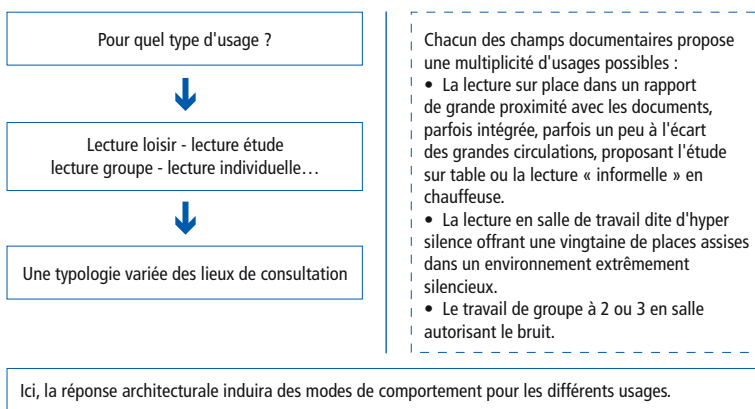 Pour quel type d'usage ?
Lecture loisir - lecture étude
lecture groupe - lecture individuelle…
Une typologie variée des lieux de consultation
Chacun des champs documentaires propose
une multiplicité d'usages possibles :
• La lecture sur place dans un rapport
de grande proximité avec les documents,
parfois intégrée, parfois un peu à l'écart
des grandes circulations, proposant l'étude
sur table ou la lecture « informelle » en
chauffeuse.
• La lecture en salle de travail dite d'hyper
silence offrant une vingtaine de places assises
dans un environnement extrêmement
silencieux.
• Le travail de groupe à 2 ou 3 en salle
autorisant le bruit.
Ici, la réponse architecturale induira des modes de comportement pour les différents usages.